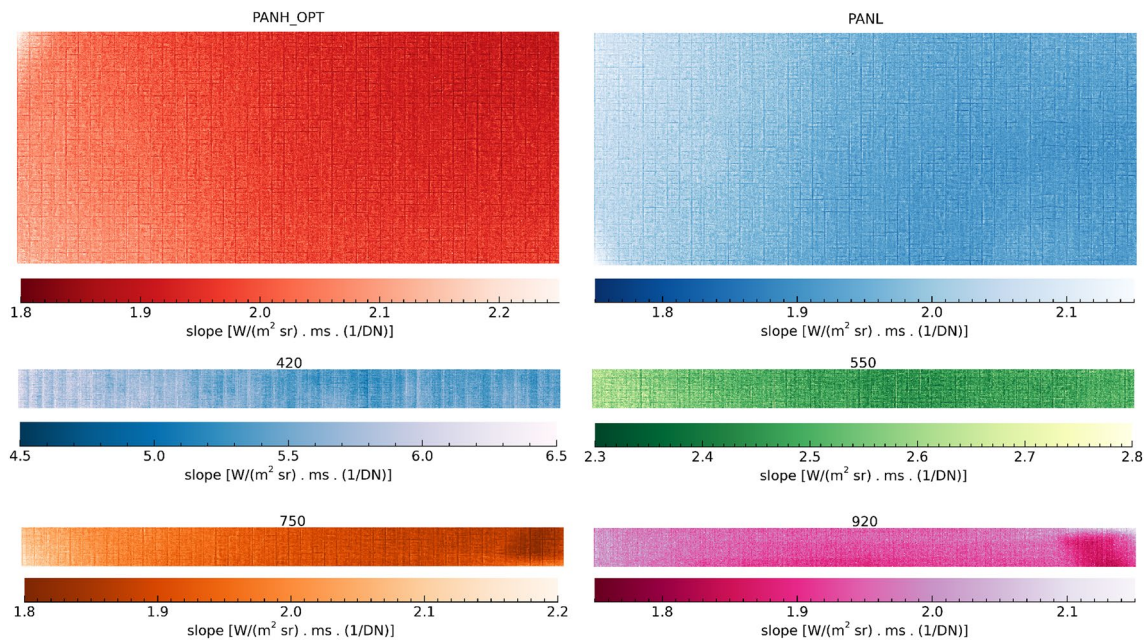 PANH_OPT
PANL
1.8 1.9 2.0 2.1 2.2
slope [W/(m² sr) . ms . (1/DN)]
1.8 1.9 2.0 2.1
slope [W/(m² sr) . ms . (1/DN)]
420
550
4.5 5.0 5.5 6.0 6.5
slope [W/(m² sr) . ms . (1/DN)]
2.3 2.4 2.5 2.6 2.7 2.8
slope [W/(m² sr) . ms . (1/DN)]
750
920
1.8 1.9 2.0 2.1 2.2
slope [W/(m² sr) . ms . (1/DN)]
1.8 1.9 2.0 2.1
slope [W/(m² sr) . ms . (1/DN)]